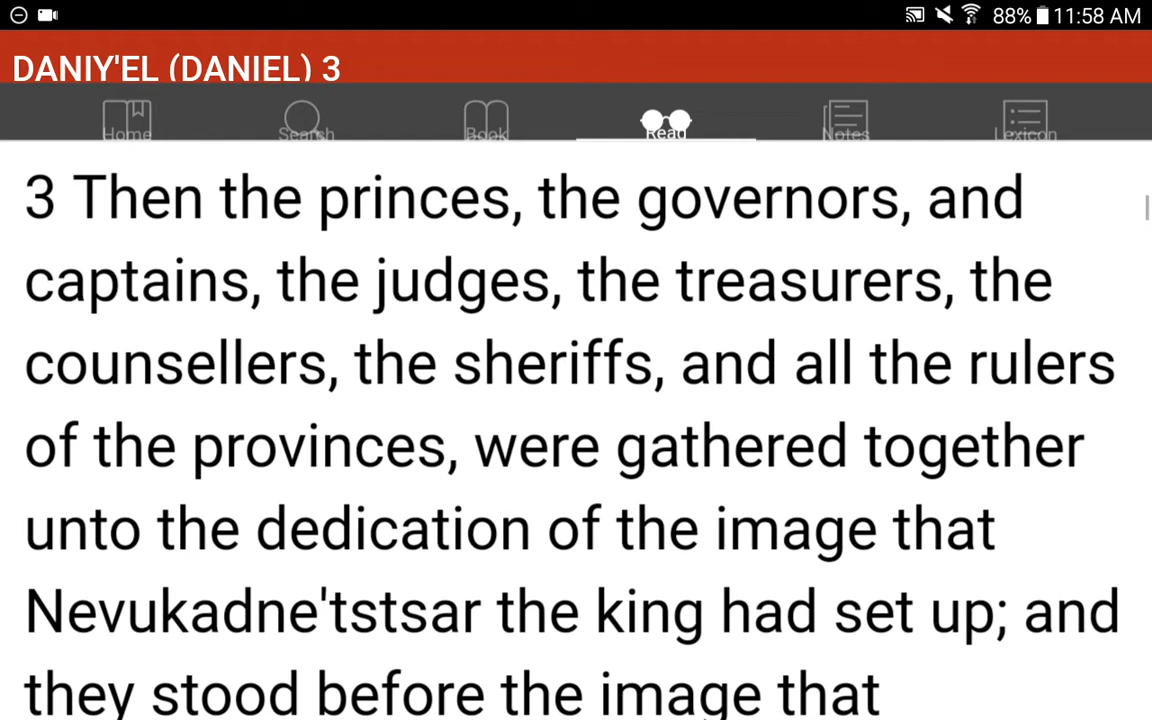 88% 11:58 AM
DANIY'EL (DANIEL) 3
Home Search Book Read Notes Lexicon
3 Then the princes, the governors, and
captains, the judges, the treasurers, the
counsellers, the sheriffs, and all the rulers
of the provinces, were gathered together
unto the dedication of the image that
Nevukadne'tstsar the king had set up; and
they stood before the image that